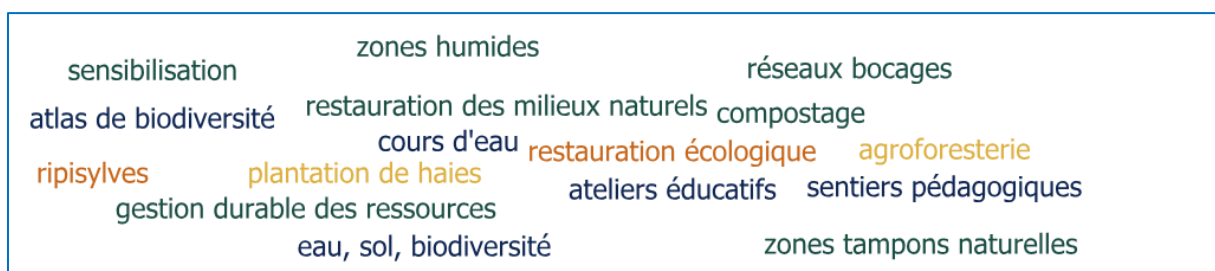 zones humides
sensibilisation
réseaux bocages
restauration des milieux naturels
compostage
atlas de biodiversité
cours d'eau
restauration écologique
agroforesterie
ripisylves
plantation de haies
ateliers éducatifs
sentiers pédagogiques
gestion durable des ressources
eau, sol, biodiversité
zones tampons naturelles